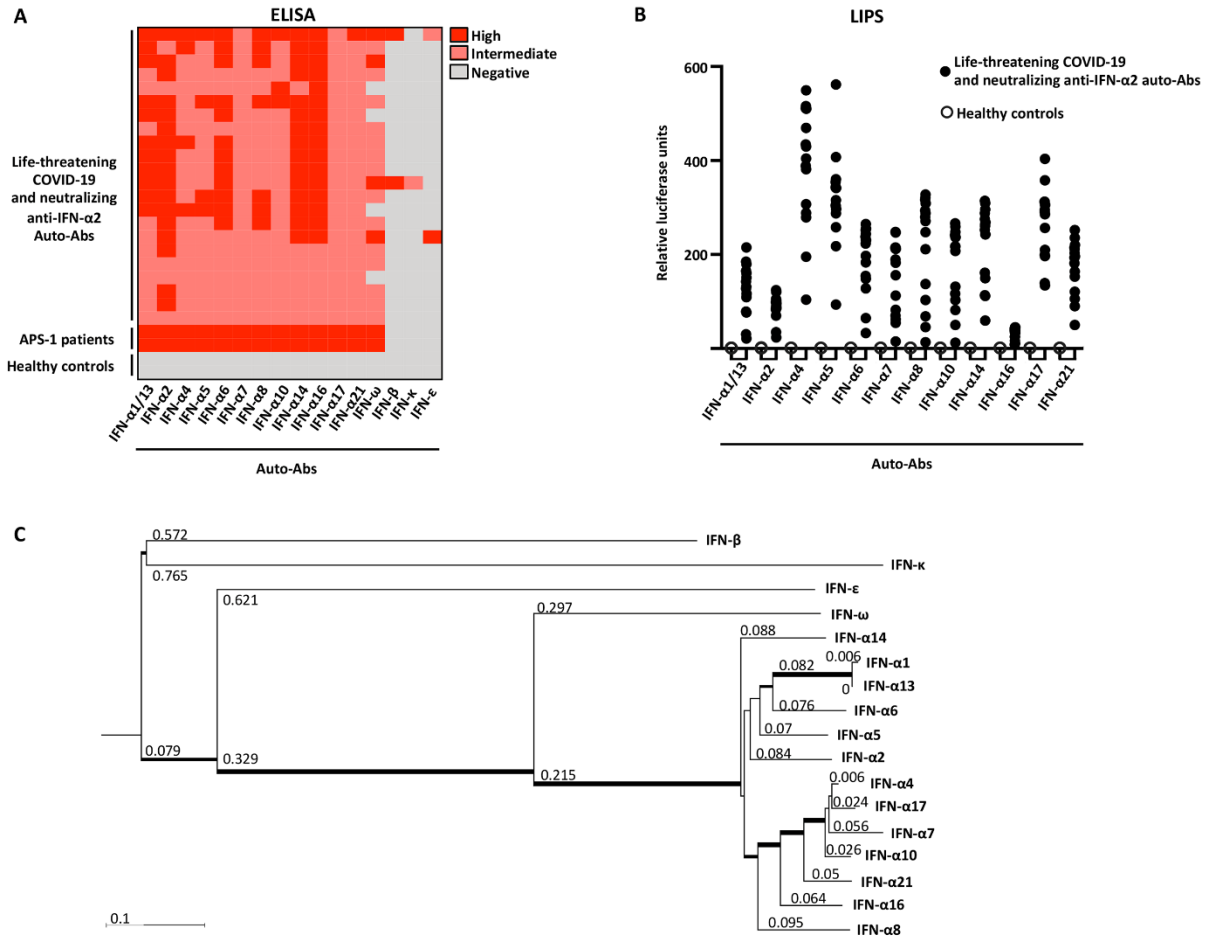 A
ELISA
High
Intermediate
Negative
Life-threatening
COVID-19
and neutralizing
anti-IFN-α2
Auto-Abs
APS-1 patients
Healthy controls
IFN-α1/13
IFN-α2
IFN-α4
IFN-α5
IFN-α6
IFN-α7
IFN-α8
IFN-α10
IFN-α14
IFN-α16
IFN-α17
IFN-α21
IFN-ω
IFN-β
IFN-κ
IFN-ε
Auto-Abs
B
LIPS
Life-threatening COVID-19
and neutralizing anti-IFN-α2 auto-Abs
Healthy controls
Relative luciferase units
600
400
200
IFN-α1/13
IFN-α2
IFN-α4
IFN-α5
IFN-α6
IFN-α7
IFN-α8
IFN-α10
IFN-α14
IFN-α16
IFN-α17
IFN-α21
Auto-Abs
C
0.572
IFN-β
0.765
IFN-κ
0.621
IFN-ε
0.297
IFN-ω
0.088
IFN-α14
0.006
IFN-α1
0.082
0
IFN-α13
0.076
IFN-α6
0.07
IFN-α5
0.084
IFN-α2
0.079
0.329
0.215
0.006
IFN-α4
0.024
IFN-α17
0.056
IFN-α7
0.026
IFN-α10
0.05
IFN-α21
0.064
IFN-α16
0.095
IFN-α8
0.1